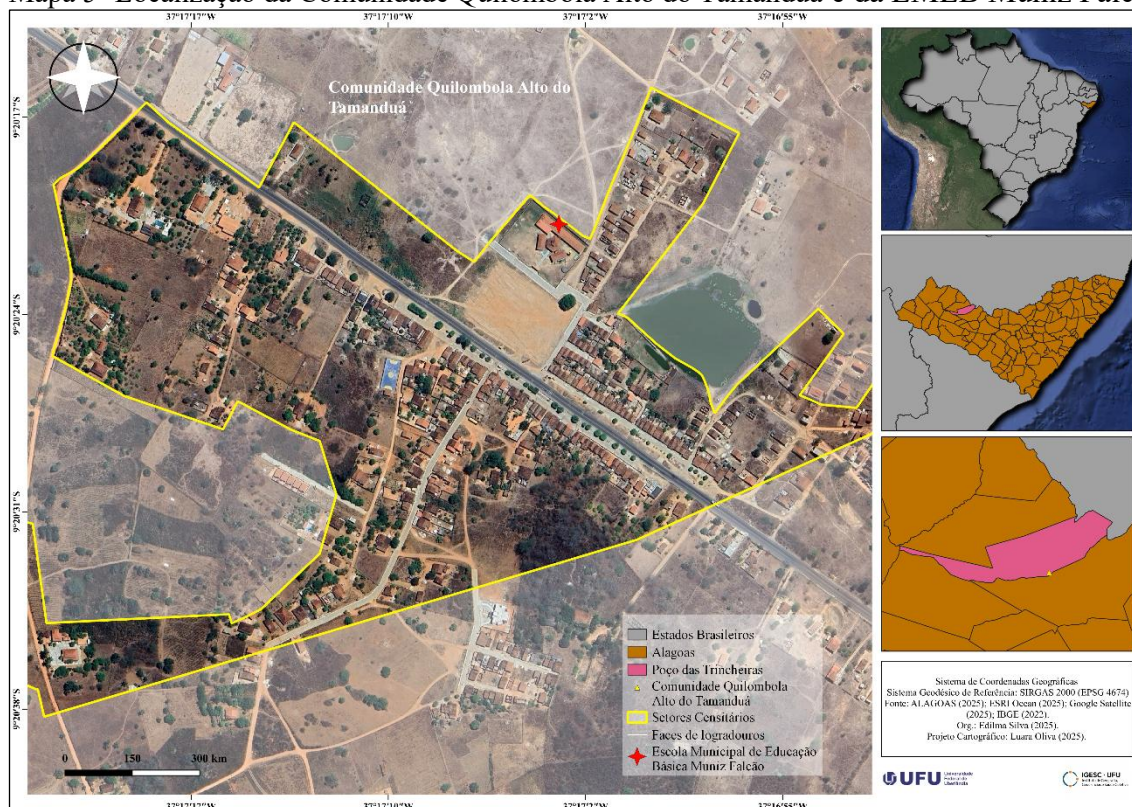 Mapa 3- Localização da Comunidade Quilombola Alto do Tamanduá e da EMEB Muniz Falcão
37°17'17"W
37°17'10"W
37°17'2"W
37°16'55"W
Comunidade Quilombola Alto do
Tamanduá`
9°20'17"S
9°20'24"S
9°20'31"S
9°20'38"S
Estados Brasileiros
Alagoas
Poço das Trincheiras
Comunidade Quilombola
Alto do Tamanduá
Setores Censitários
Faces de logradouros
Escola Municipal de Educação
Básica Muniz Falcão
0 150 300 km
37°17'17"W
37°17'10"W
37°17'2"W
37°16'55"W
Sistema de Coordenadas Geográficas
Sistema Geodésico de Referência: SIRGAS 2000 (EPSG 4674)
Fonte: ALAGOAS (2025); ESRI Ocean (2025); Google Satellite
(2025); IBGE (2022).
Org.: Edilma Silva (2025).
Projeto Cartográfico: Luara Oliva (2025).
UFU
Universidade
Federal de
Uberlândia
IGESC - UFU